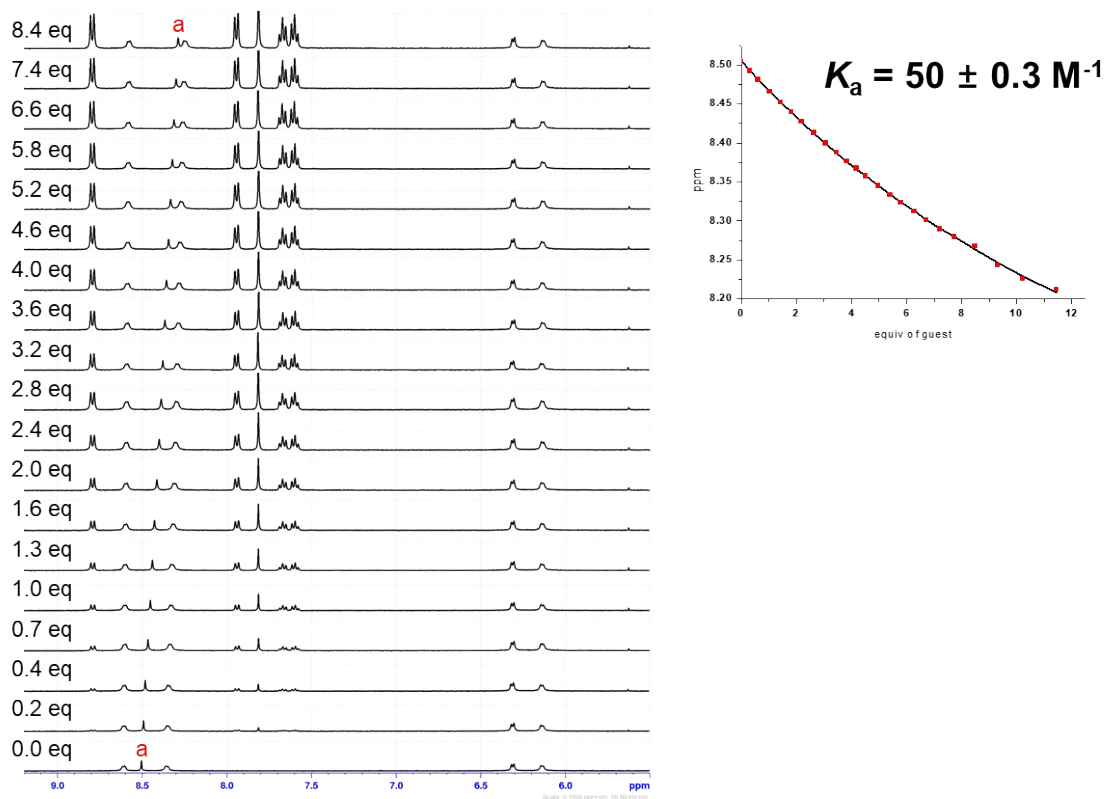 8.4 eq
a
7.4 eq
6.6 eq
5.8 eq
5.2 eq
4.6 eq
4.0 eq
3.6 eq
3.2 eq
2.8 eq
2.4 eq
2.0 eq
1.6 eq
1.3 eq
1.0 eq
0.7 eq
0.4 eq
0.2 eq
0.0 eq
a
9.0 8.5 8.0 7.5 7.0 6.5 6.0 ppm
Kₐ = 50 ± 0.3 M⁻¹
8.50
8.45
8.40
8.35
8.30
8.25
8.20
ppm
0 2 4 6 8 10 12
equiv of guest